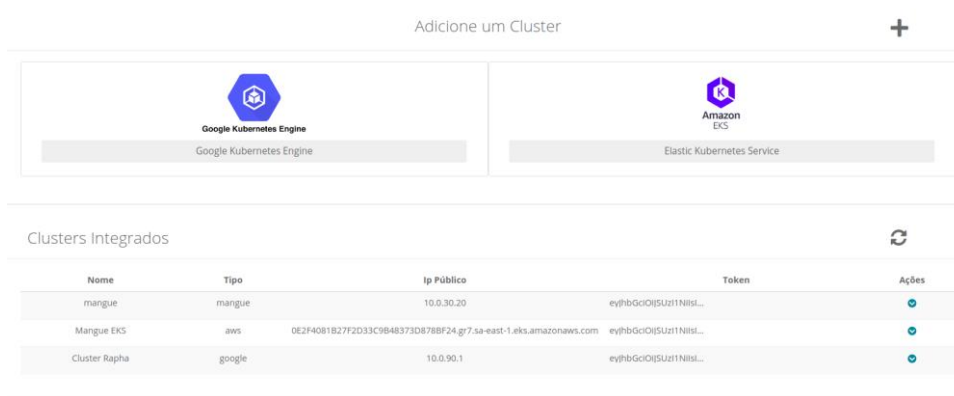 Adicione um Cluster
Google Kubernetes Engine
Google Kubernetes Engine
K
Amazon
EKS
Elastic Kubernetes Service
Clusters Integrados
Nome Tipo Ip Público Token Ações
mangue mangue 10.0.30.20 eyJhbGciOiJSUzI1NiIsI...
Mangue EKS aws 0E2F4081B27F2D33C9B48373D878BF24.gr7.sa-east-1.eks.amazonaws.com eyJhbGciOiJSUzI1NiIsI...
Cluster Rapha google 10.0.90.1 eyJhbGciOiJSUzI1NiIsI...